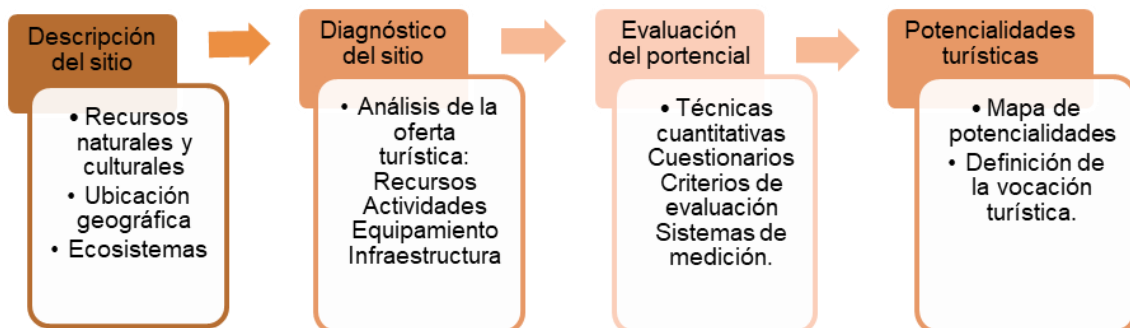 Descripción
del sitio
• Recursos
naturales y
culturales
• Ubicación
geográfica
• Ecosistemas
Diagnóstico
del sitio
• Análisis de la
oferta
turística:
Recursos
Actividades
Equipamiento
Infraestructura
Evaluación
del portencial
• Técnicas
cuantitativas
Cuestionarios
Criterios de
evaluación
Sistemas de
medición.
Potencialidades
turísticas
• Mapa de
potencialidades
• Definición de
la vocación
turística.